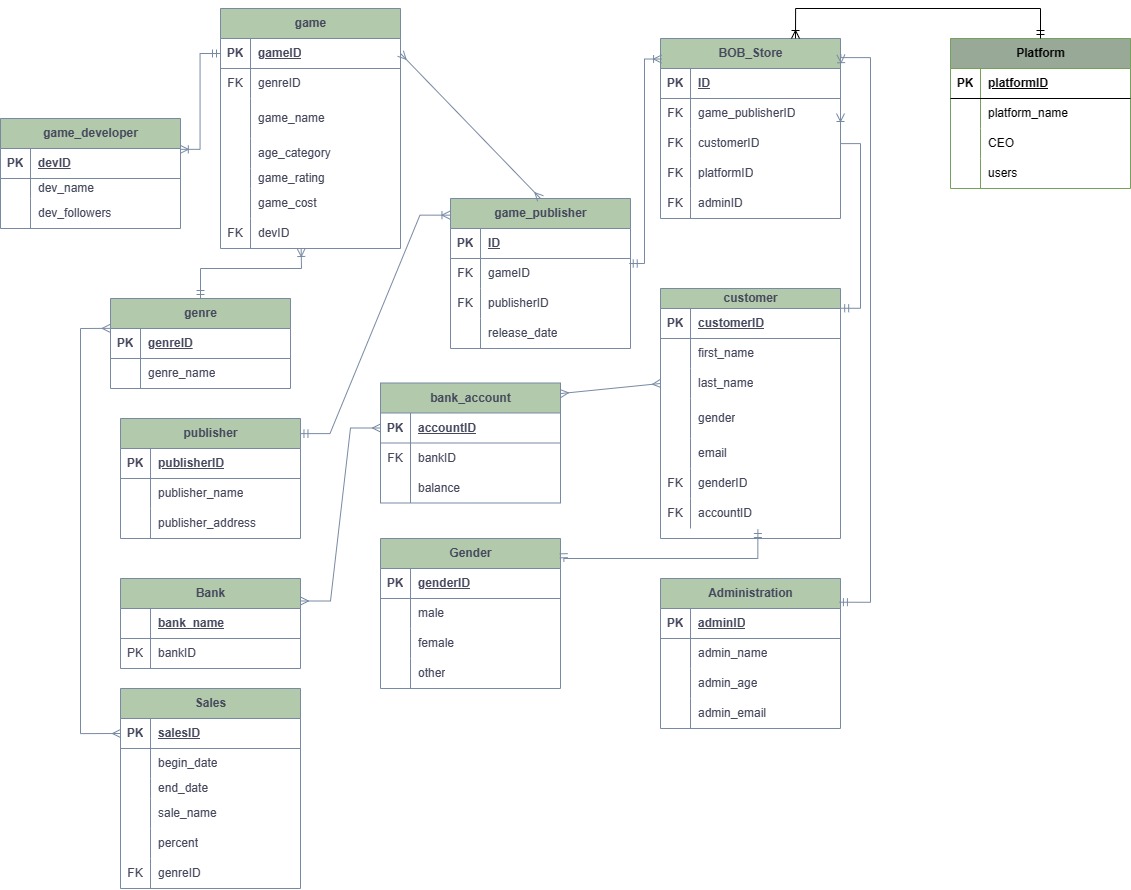 game
PK gameID
FK genreID
game_name
age_category
game_rating
game_cost
FK devID
game_developer
PK devID
dev_name
dev_followers
BOB_Store
PK ID
FK game_publisherID
FK customerID
FK platformID
FK adminID
Platform
PK platformID
platform_name
CEO
users
game_publisher
PK ID
FK gameID
FK publisherID
release_date
genre
PK genreID
genre_name
customer
PK customerID
first_name
last_name
gender
email
FK genderID
FK accountID
bank_account
PK accountID
FK bankID
balance
publisher
PK publisherID
publisher_name
publisher_address
Gender
PK genderID
male
female
other
Bank
bank_name
PK bankID
Administration
PK adminID
admin_name
admin_age
admin_email
Sales
PK salesID
begin_date
end_date
sale_name
percent
FK genreID